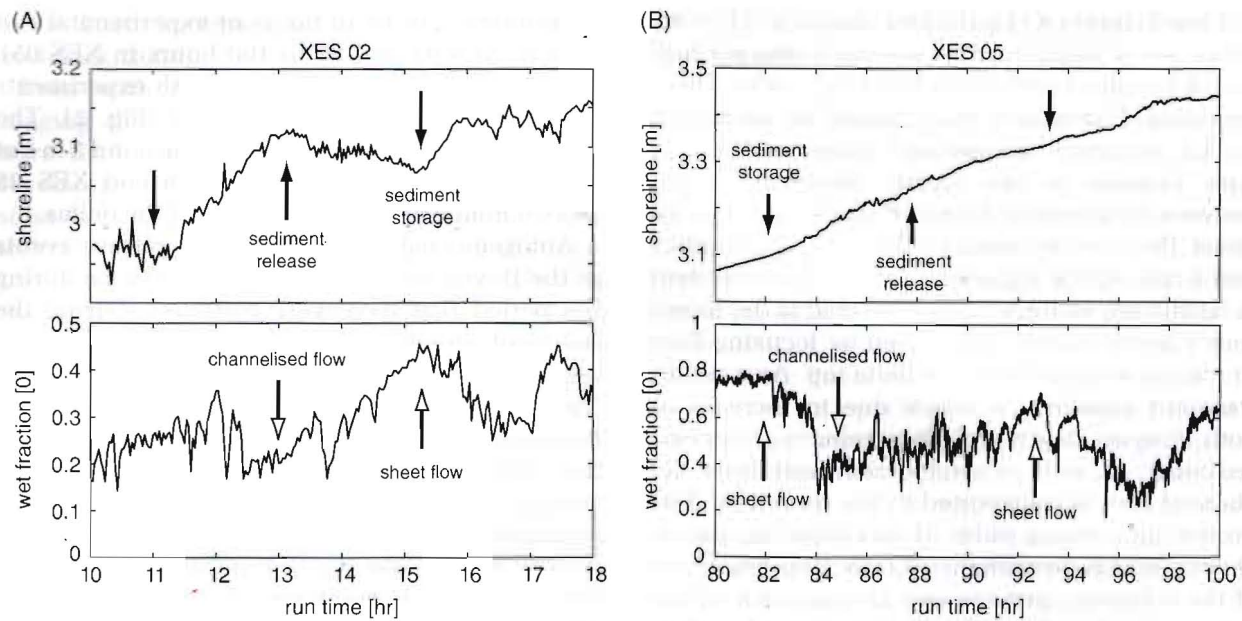 (A)
XES 02
3.2
3.1
3
shoreline [m]
sediment
release
sediment
storage
0.5
0.4
0.3
0.2
0.1
0
wet fraction [0]
channelised flow
sheet flow
10 11 12 13 14 15 16 17 18
run time [hr]
(B)
XES 05
3.5
3.3
3.1
shoreline [m]
sediment
storage
sediment
release
1
0.8
0.6
0.4
0.2
0
wet fraction [0]
channelised flow
sheet flow
sheet flow
80 82 84 86 88 90 92 94 96 98 100
run time [hr]